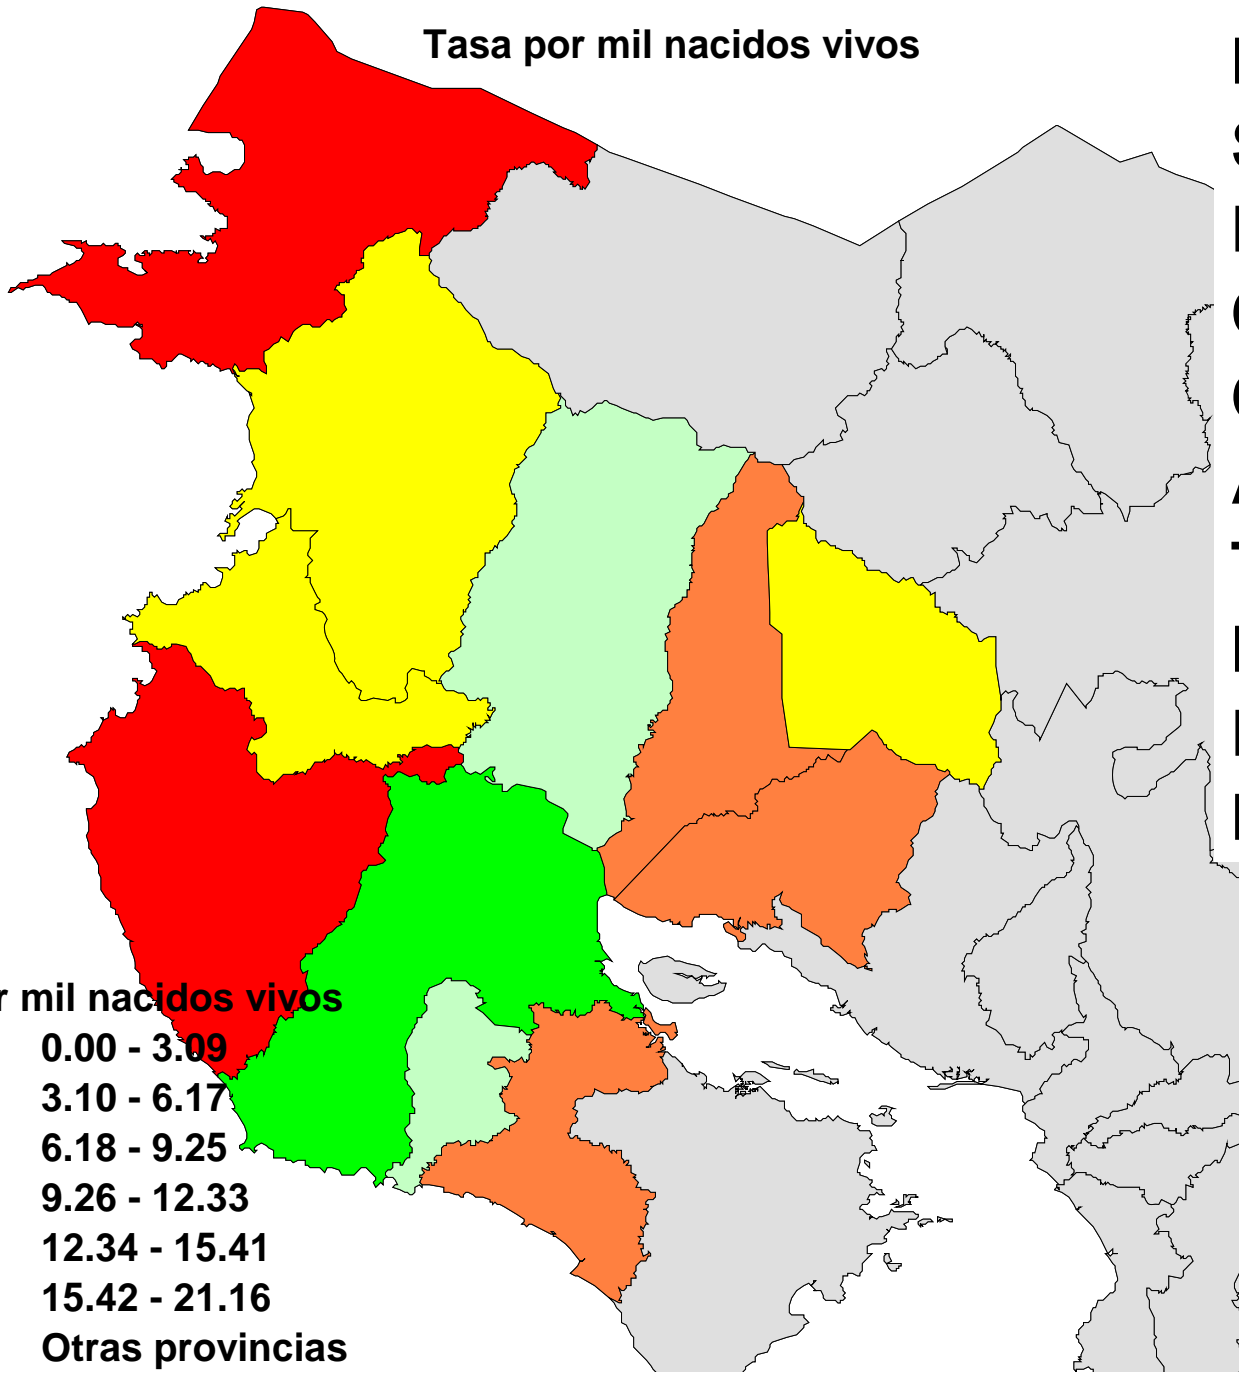 Tasa por mil nacidos vivos
mil nacidos vivos
0.00 - 3.09
3.10 - 6.17
6.18 - 9.25
9.26 - 12.33
12.34 - 15.41
15.42 - 21.16
Otras provincias